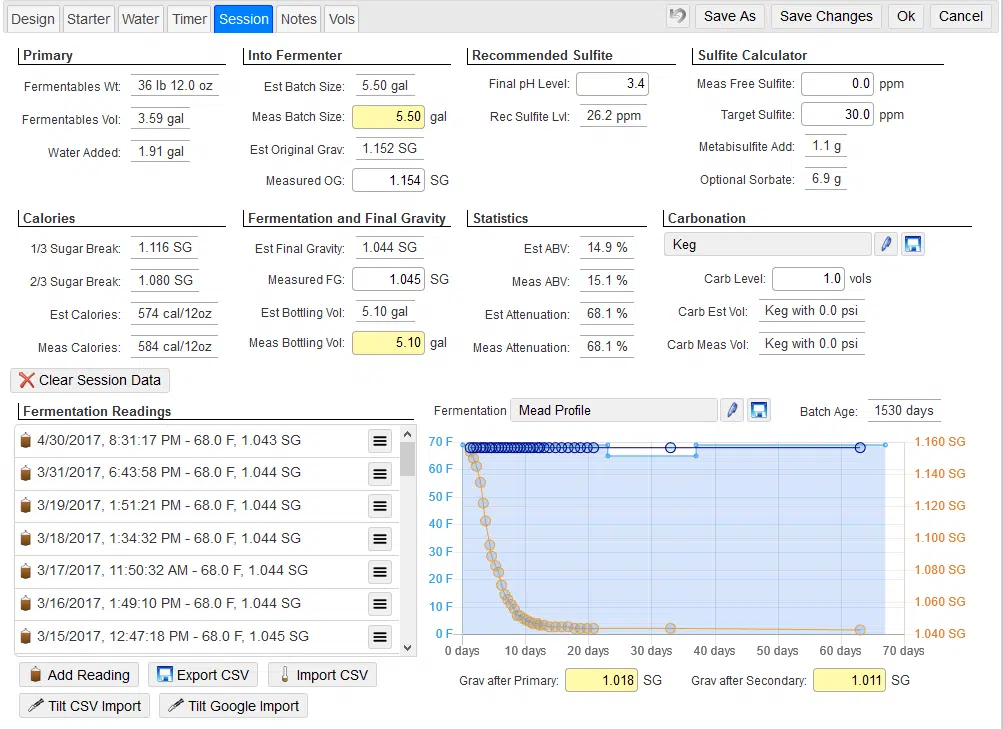 Design Starter Water Timer Session Notes Vols Save As Save Changes Ok Cancel
Primary
Fermentables Wt: 36 lb 12.0 oz
Fermentables Vol: 3.59 gal
Water Added: 1.91 gal
Into Fermenter
Est Batch Size: 5.50 gal
Meas Batch Size: 5.50 gal
Est Original Grav: 1.152 SG
Measured OG: 1.154 SG
Recommended Sulfite
Final pH Level: 3.4
Rec Sulfite Lvl: 26.2 ppm
Sulfite Calculator
Meas Free Sulfite: 0.0 ppm
Target Sulfite: 30.0 ppm
Metabisulfite Add: 1.1 g
Optional Sorbate: 6.9 g
Calories
1/3 Sugar Break: 1.116 SG
2/3 Sugar Break: 1.080 SG
Est Calories: 574 cal/12oz
Meas Calories: 584 cal/12oz
Fermentation and Final Gravity
Est Final Gravity: 1.044 SG
Measured FG: 1.045 SG
Est Bottling Vol: 5.10 gal
Meas Bottling Vol: 5.10 gal
Statistics
Est ABV: 14.9 %
Meas ABV: 15.1 %
Est Attenuation: 68.1 %
Meas Attenuation: 68.1 %
Carbonation
Keg
Carb Level: 1.0 vols
Carb Est Vol: Keg with 0.0 psi
Carb Meas Vol: Keg with 0.0 psi
Clear Session Data
Fermentation Readings
4/30/2017, 8:31:17 PM - 68.0 F, 1.043 SG
3/31/2017, 6:43:58 PM - 68.0 F, 1.044 SG
3/19/2017, 1:51:21 PM - 68.0 F, 1.044 SG
3/18/2017, 1:34:32 PM - 68.0 F, 1.044 SG
3/17/2017, 11:50:32 AM - 68.0 F, 1.044 SG
3/16/2017, 1:49:10 PM - 68.0 F, 1.044 SG
3/15/2017, 12:47:18 PM - 68.0 F, 1.045 SG
Add Reading Export CSV Import CSV
Tilt CSV Import Tilt Google Import
Fermentation Mead Profile Batch Age: 1530 days
70 F 1.160 SG
60 F 1.140 SG
50 F 1.120 SG
40 F
30 F 1.100 SG
20 F 1.080 SG
10 F 1.060 SG
0 F 1.040 SG
0 days 10 days 20 days 30 days 40 days 50 days 60 days 70 days
Grav after Primary: 1.018 SG Grav after Secondary: 1.011 SG